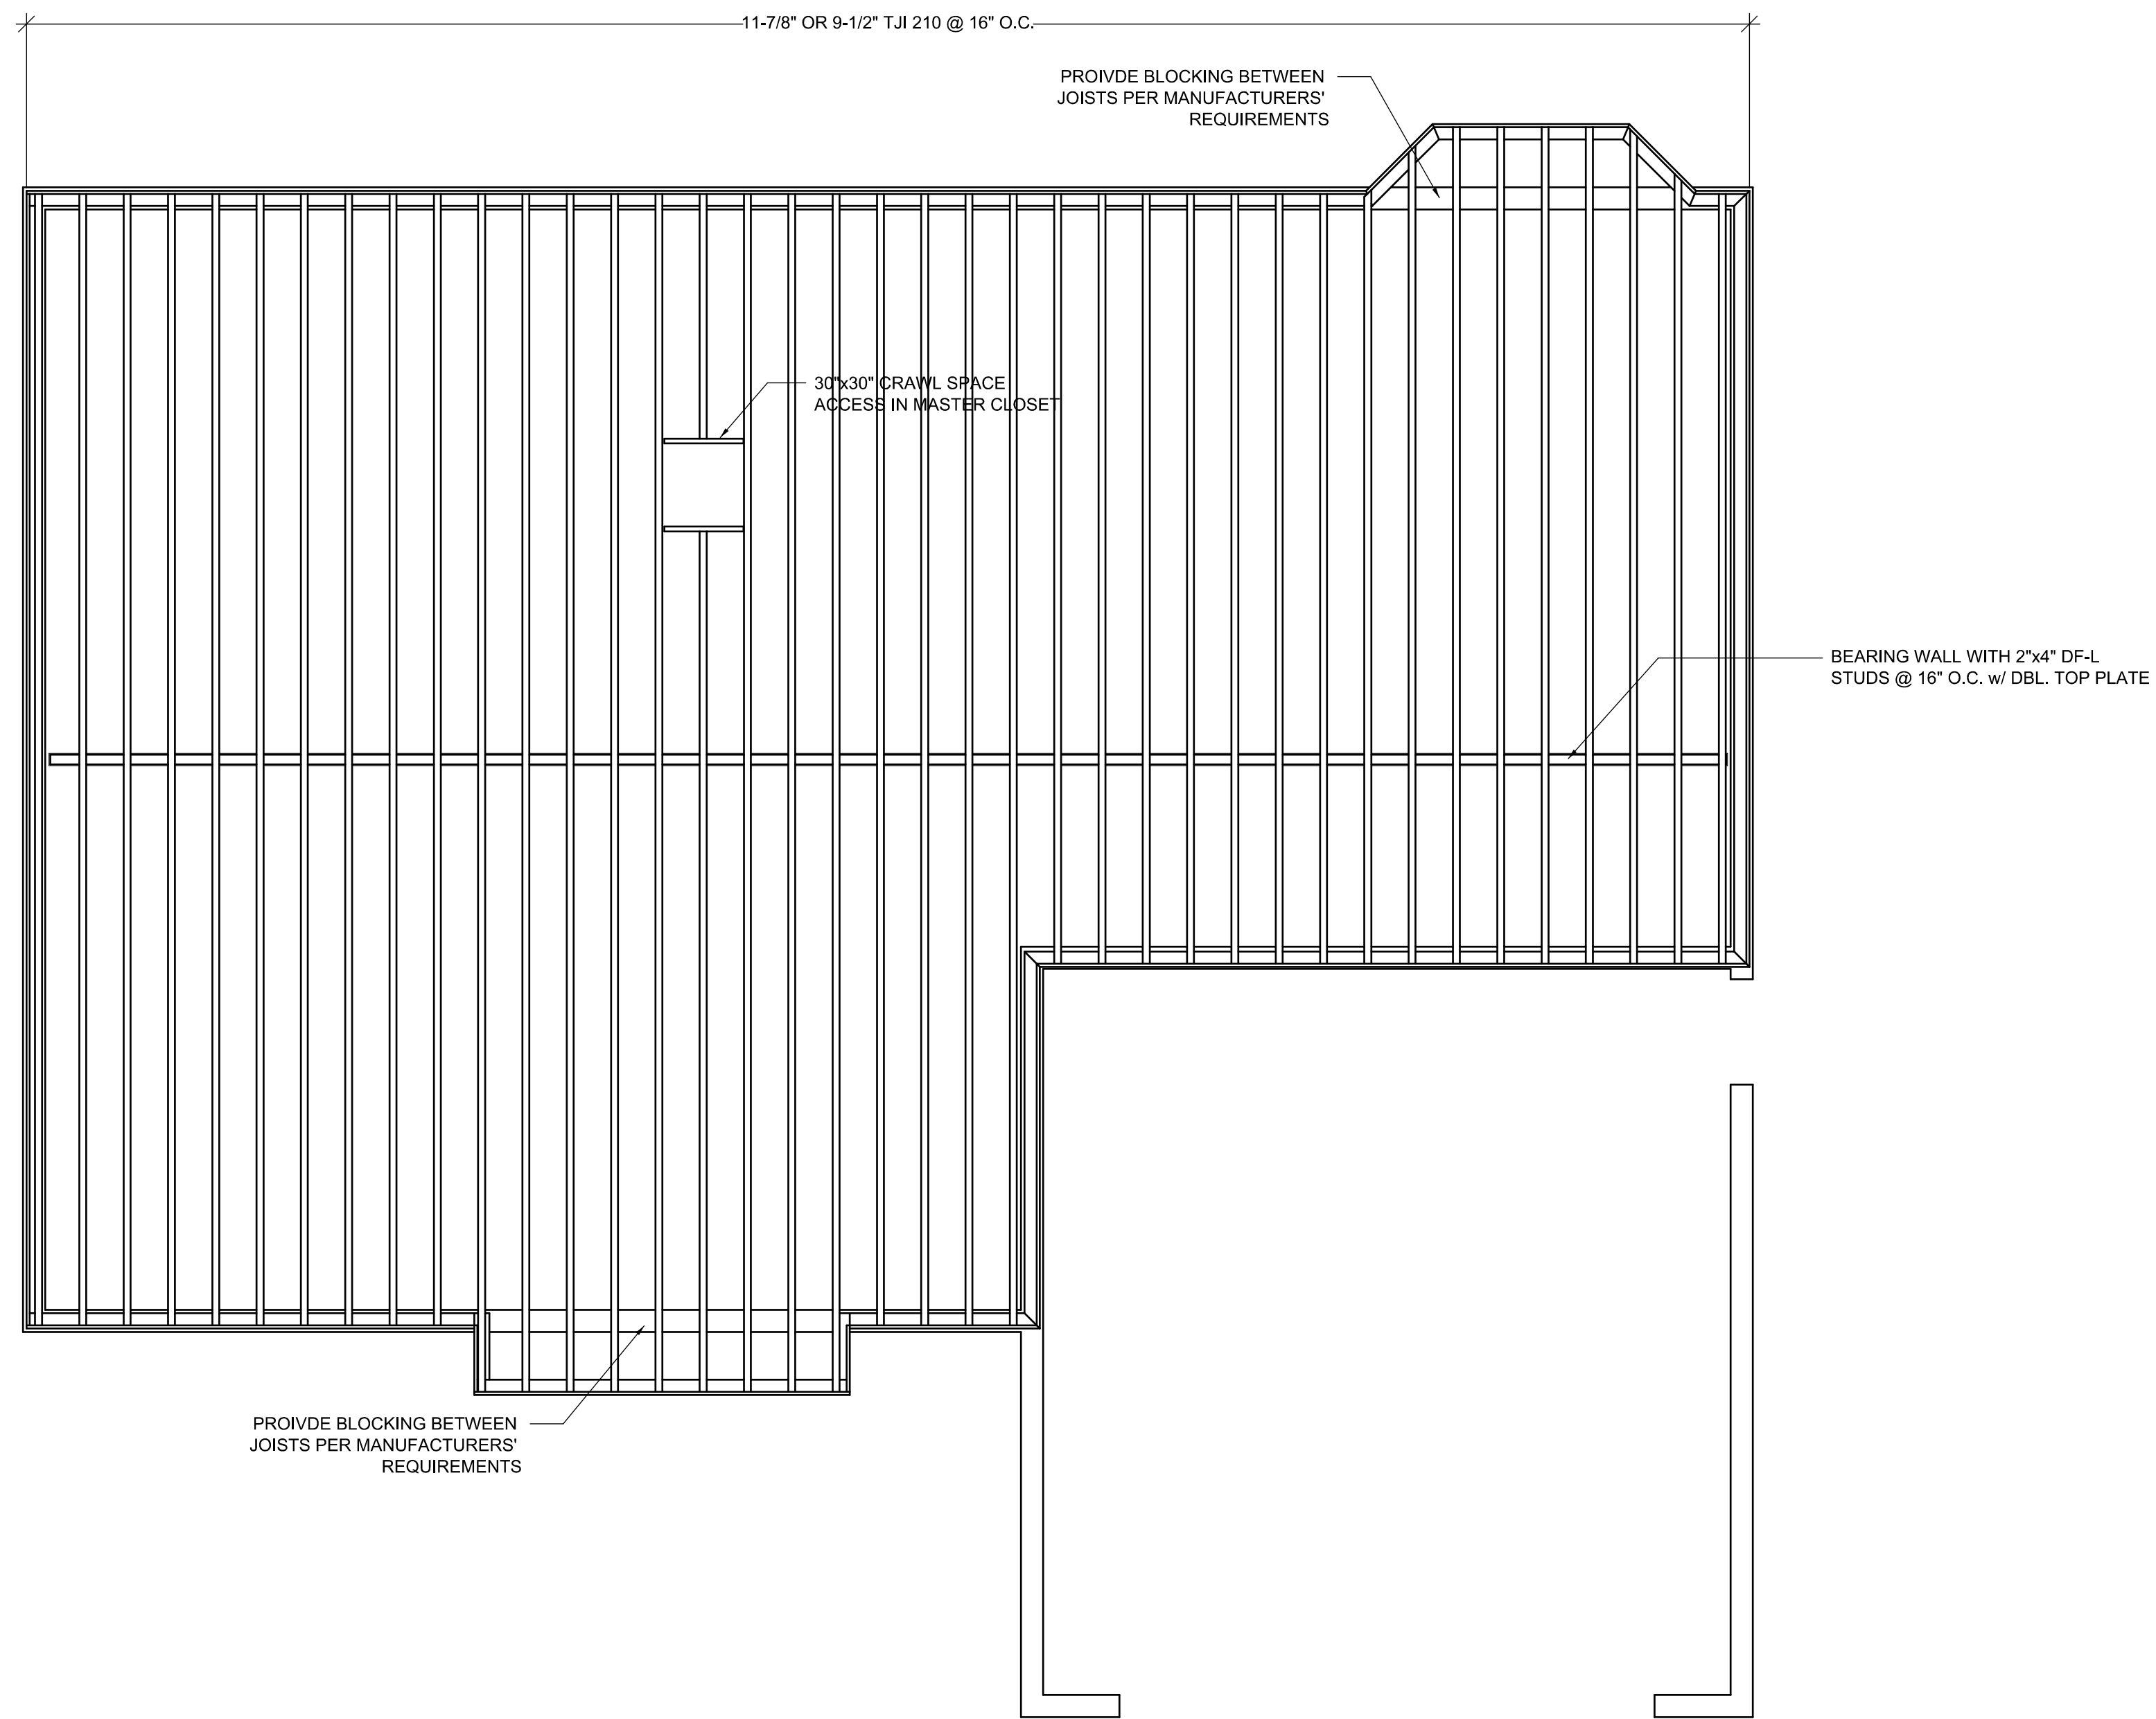 11-7/8" OR 9-1/2" TJI 210 @ 16" O.C.
PROIVDE BLOCKING BETWEEN
JOISTS PER MANUFACTURERS'
REQUIREMENTS
30"x30" CRAWL SPACE
ACCESS IN MASTER CLOSET
BEARING WALL WITH 2"x4" DF-L
STUDS @ 16" O.C. w/ DBL. TOP PLATE
PROIVDE BLOCKING BETWEEN
JOISTS PER MANUFACTURERS'
REQUIREMENTS